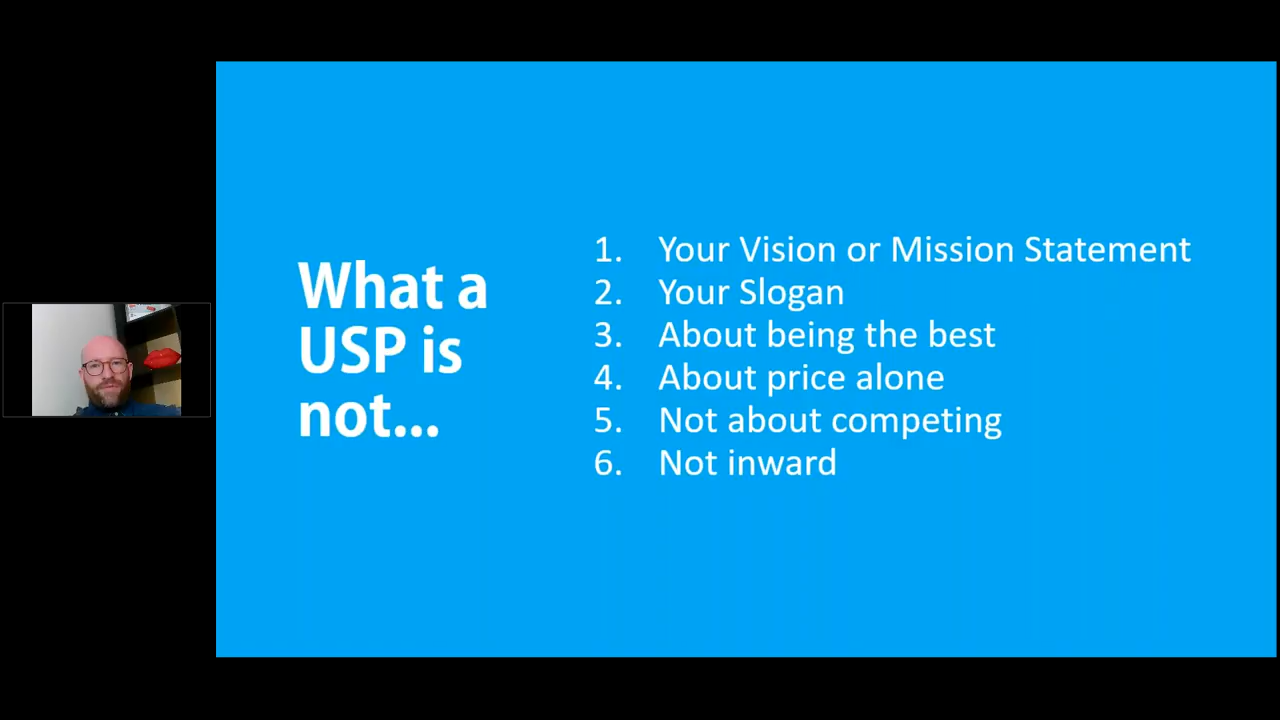 What a
USP is
not...
1. Your Vision or Mission Statement
2. Your Slogan
3. About being the best
4. About price alone
5. Not about competing
6. Not inward